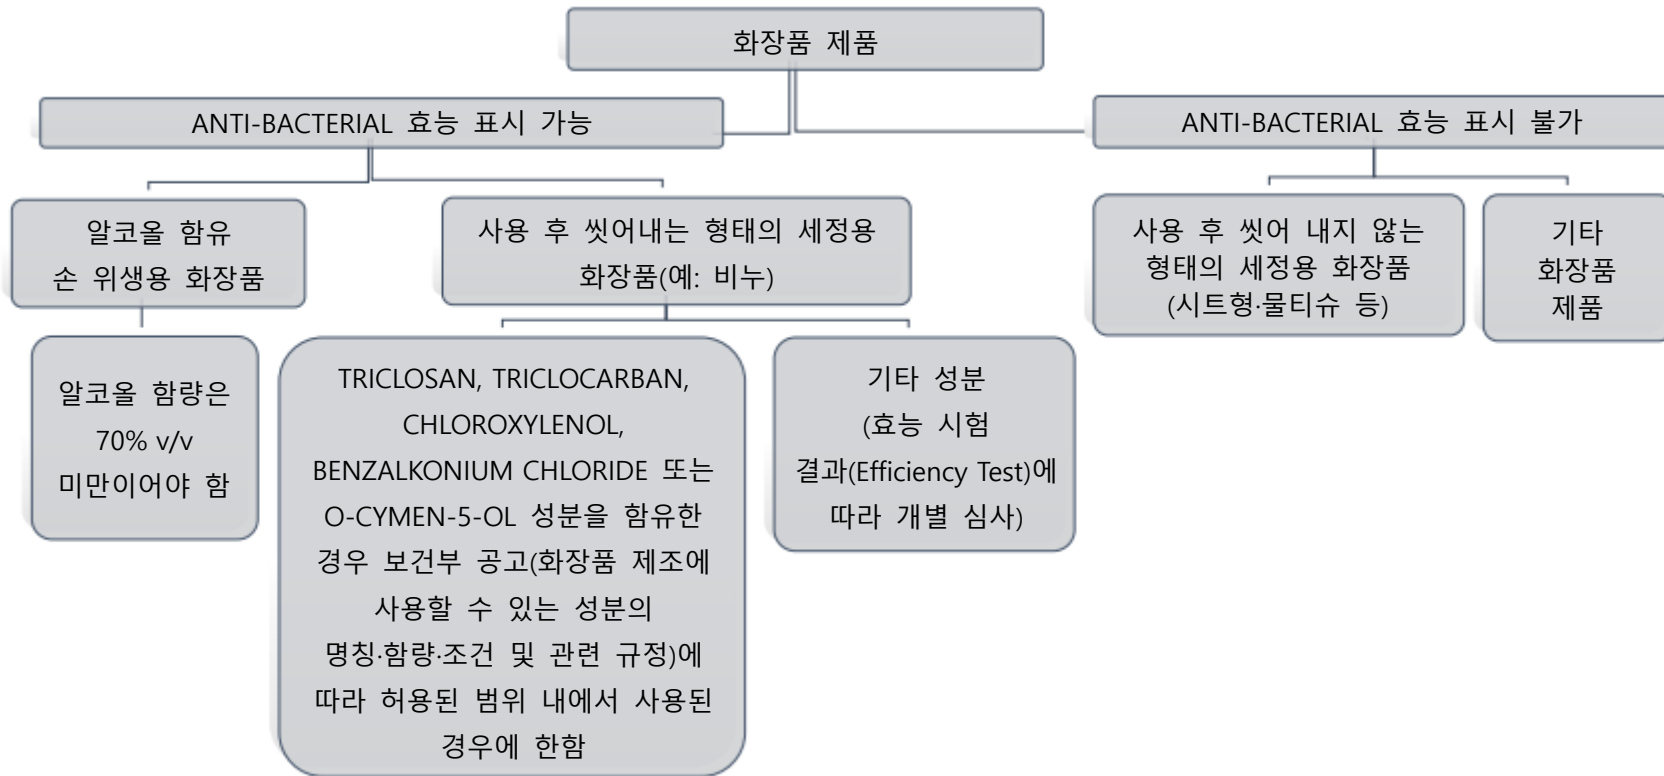 화장품 제품
ANTI-BACTERIAL 효능 표시 가능
ANTI-BACTERIAL 효능 표시 불가
알코올 함유
손 위생용 화장품
사용 후 씻어내는 형태의 세정용
화장품(예: 비누)
사용 후 씻어 내지 않는
형태의 세정용 화장품
(시트형·물티슈 등)
기타
화장품
제품
알코올 함량은
70% v/v
미만이어야 함
TRICLOSAN, TRICLOCARBAN,
CHLOROXYLENOL,
BENZALKONIUM CHLORIDE 또는
O-CYMEN-5-OL 성분을 함유한
경우 보건부 공고(화장품 제조에
사용할 수 있는 성분의
명칭·함량·조건 및 관련 규정)에
따라 허용된 범위 내에서 사용된
경우에 한함
기타 성분
(효능 시험
결과(Efficiency Test)에
따라 개별 심사)